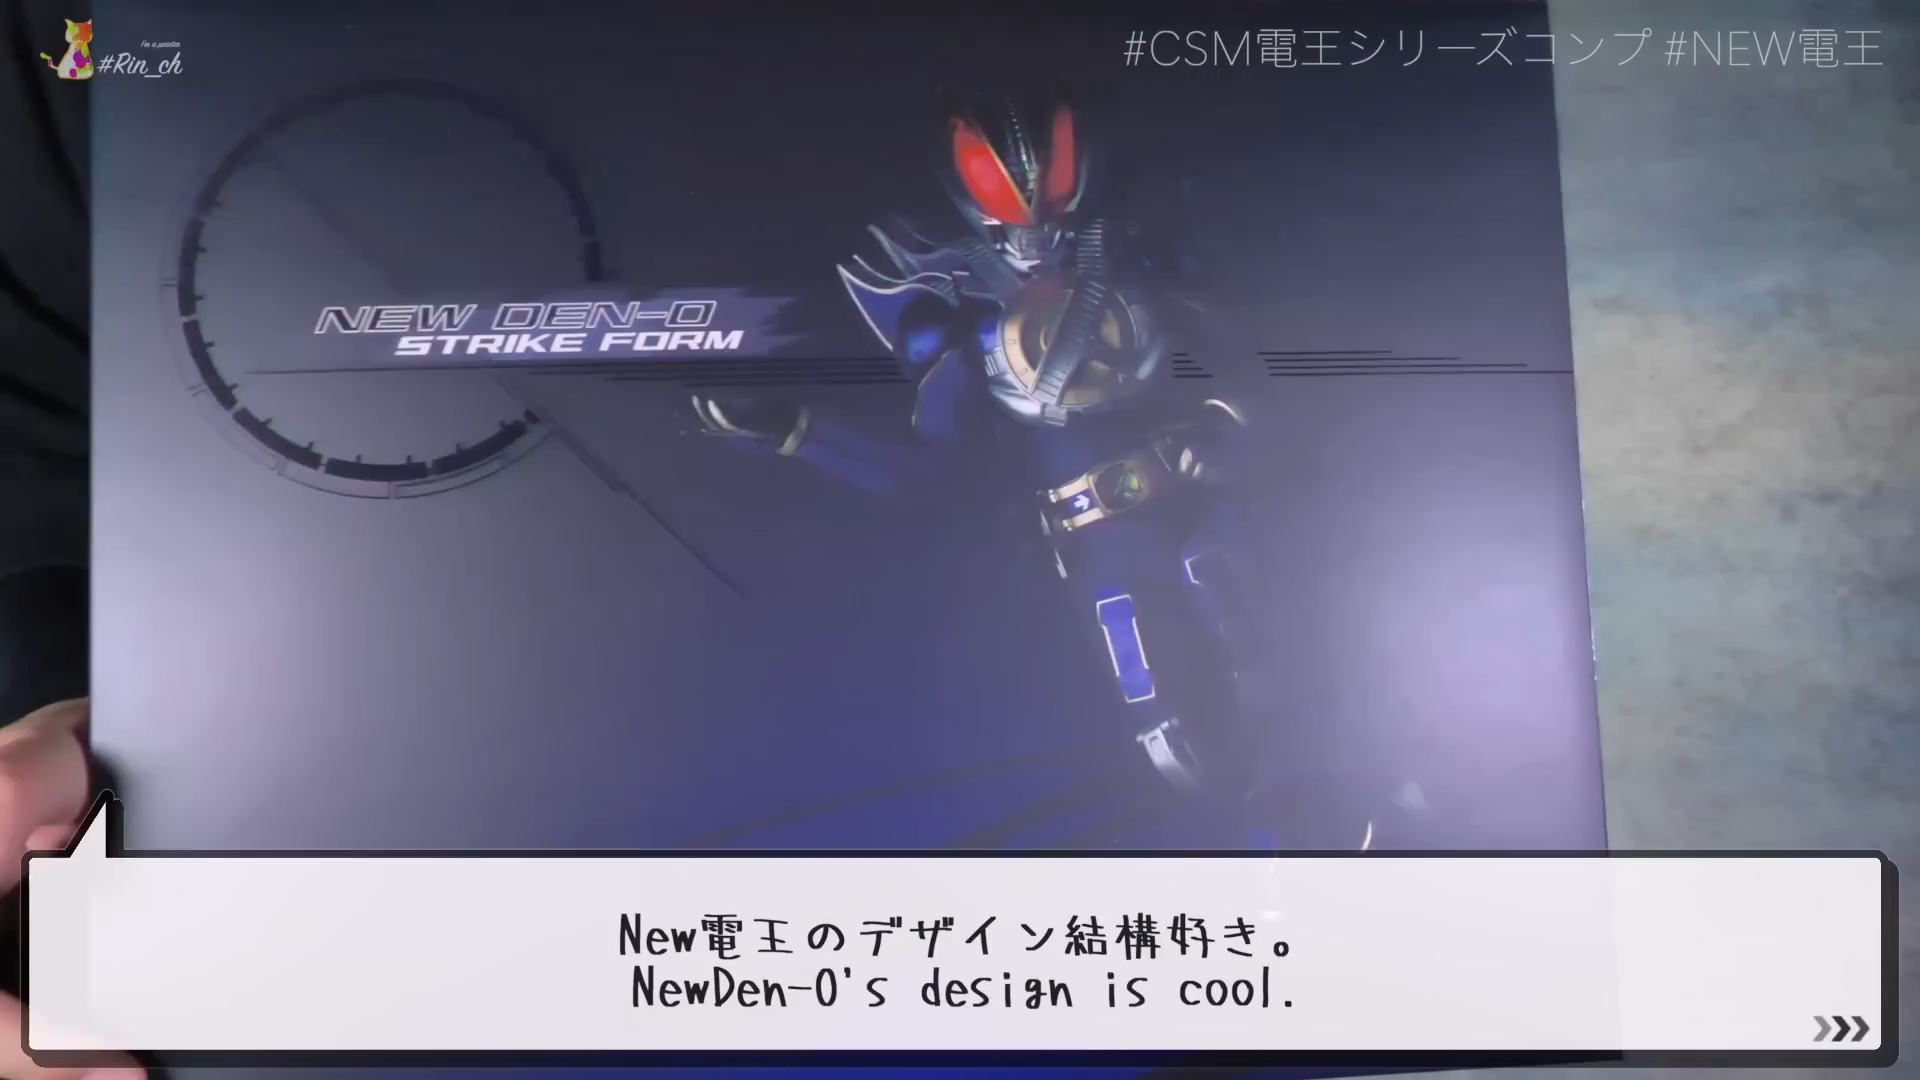 I'm a painter
#Rin_ch
#CSM電王シリーズコンプ #NEW電王
NEW DEN-O
STRIKE FORM
New電王のデザイン結構好き。
NewDen-O's design is cool.